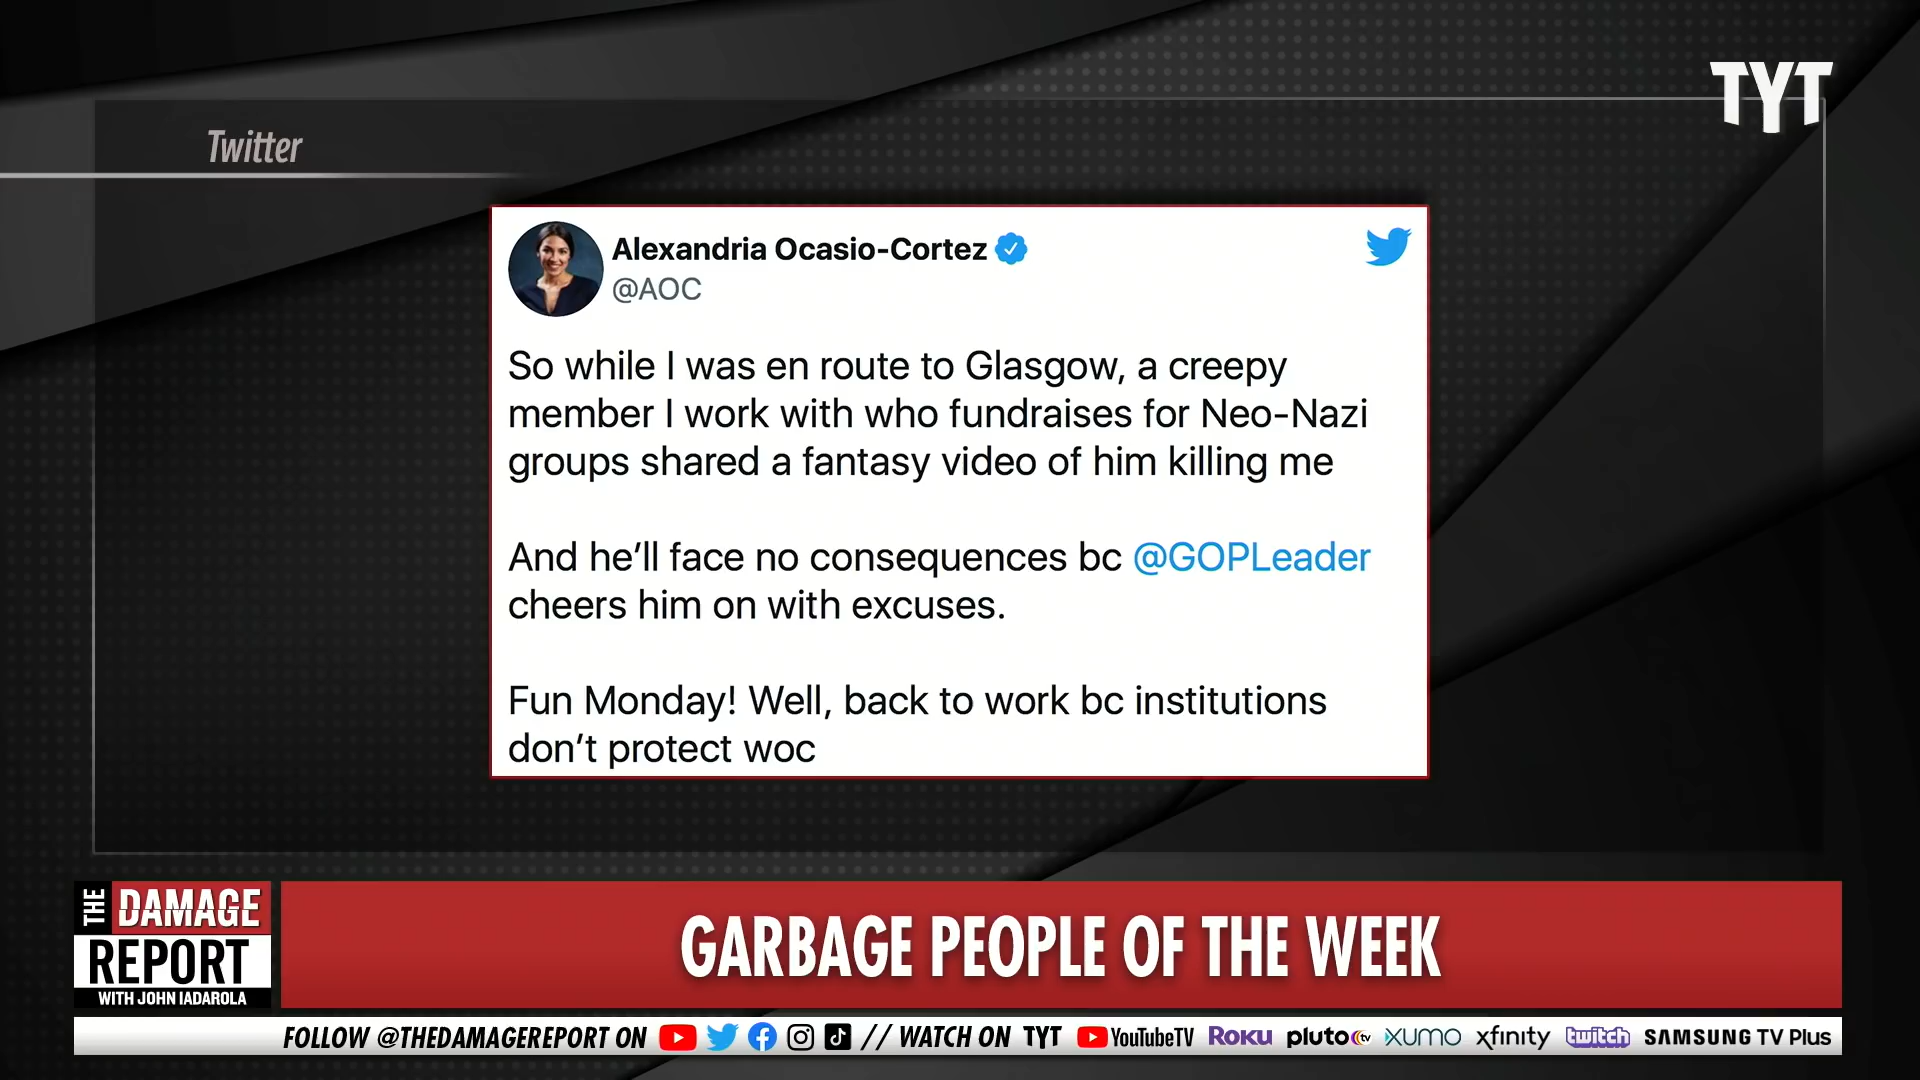 TYT
Twitter
Alexandria Ocasio-Cortez
@AOC
So while I was en route to Glasgow, a creepy
member I work with who fundraises for Neo-Nazi
groups shared a fantasy video of him killing me
And he’ll face no consequences bc @GOPLeader
cheers him on with excuses.
Fun Monday! Well, back to work bc institutions
don’t protect woc
THE DAMAGE
REPORT
WITH JOHN IADAROLA
GARBAGE PEOPLE OF THE WEEK
FOLLOW @THEDAMAGEREPORT ON // WATCH ON TYT YouTubeTV Roku pluto tv XUMO xfinity twitch SAMSUNG TV Plus